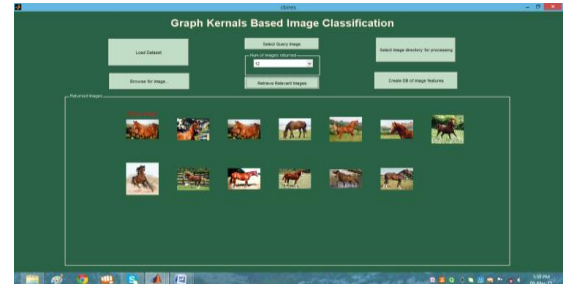 cbires
Graph Kernals Based Image Classification
Load Dataset
Select Query Image
Select image directory for processing
Num of images returned
12
Browse for image...
Retrieve Relevant Images
Create DB of image features
Returned Images